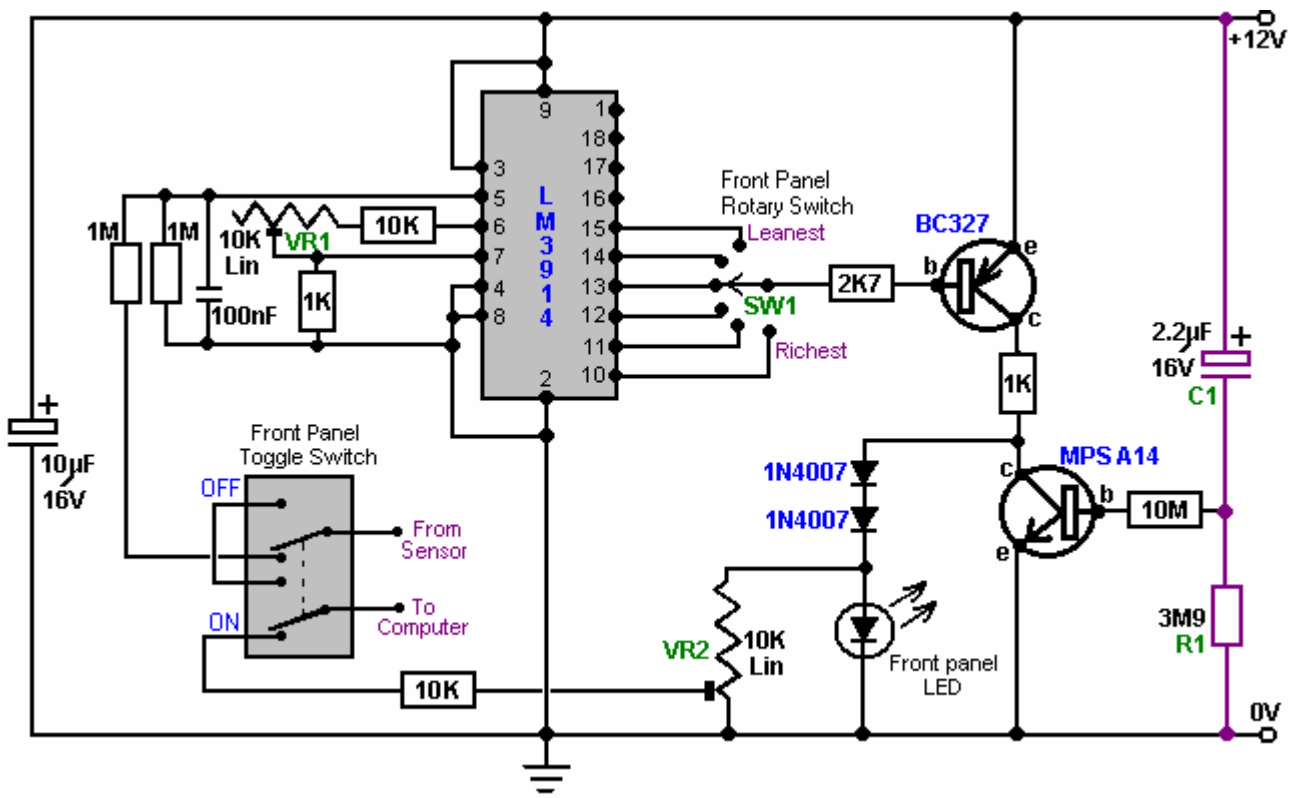 +12V
9
1
18
17
3
16
5
15
6
14
7
13
4
12
8
11
10
2
L
M
3
9
1
4
1M
1M
10K
Lin
VR1
10K
1K
100nF
Front Panel
Rotary Switch
Leanest
SW1
Richest
2K7
BC327
b
e
c
1K
2.2µF
+
16V
C1
+
10µF
16V
Front Panel
Toggle Switch
OFF
From
Sensor
ON
To
Computer
1N4007
1N4007
MPS A14
c
b
e
10M
3M9
R1
VR2
10K
Lin
Front panel
LED
10K
0V